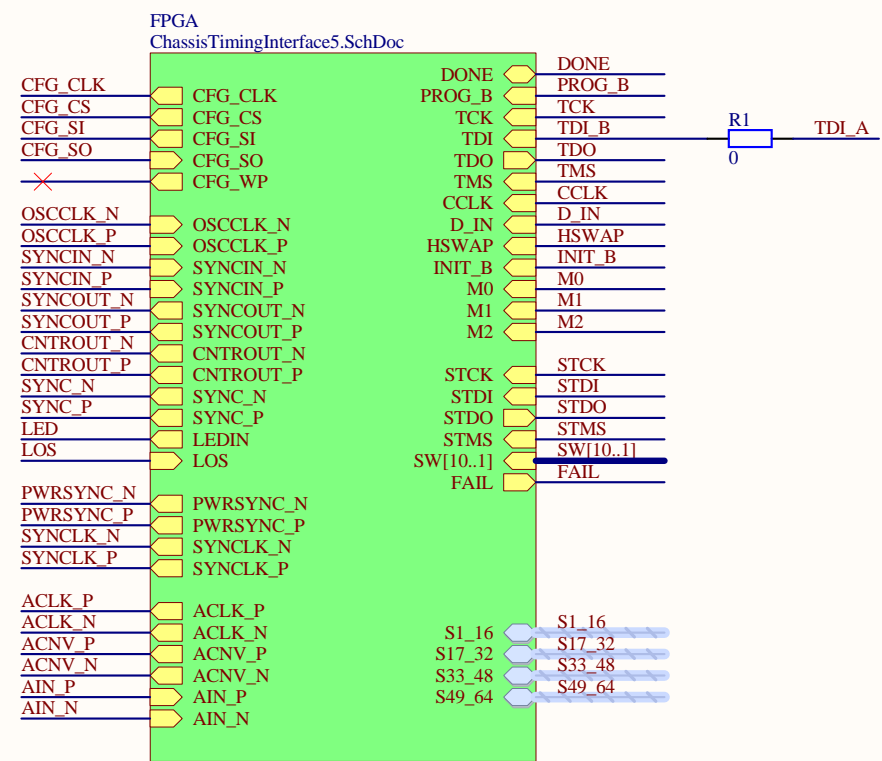 FPGA
ChassisTimingInterface5.SchDoc
DONE DONE
CFG_CLK CFG_CLK PROG_B PROG_B
CFG_CS CFG_CS TCK TCK
CFG_SI CFG_SI TDI TDI_B R1 0 TDI_A
CFG_SO CFG_SO TDO TDO
CFG_WP TMS TMS
CCLK CCLK
OSCCLK_N OSCCLK_N D_IN D_IN
OSCCLK_P OSCCLK_P HSWAP HSWAP
SYNCIN_N SYNCIN_N INIT_B INIT_B
SYNCIN_P SYNCIN_P M0 M0
SYNCOUT_N SYNCOUT_N M1 M1
SYNCOUT_P SYNCOUT_P M2 M2
CNTROUT_N CNTROUT_N
CNTROUT_P CNTROUT_P STCK STCK
SYNC_N SYNC_N STDI STDI
SYNC_P SYNC_P STDO STDO
LED LEDIN STMS STMS
LOS LOS SW[10..1] SW[10..1]
FAIL FAIL
PWRSYNC_N PWRSYNC_N
PWRSYNC_P PWRSYNC_P
SYNCLK_N SYNCLK_N
SYNCLK_P SYNCLK_P
ACLK_P ACLK_P
ACLK_N ACLK_N S1_16 S1_16
ACNV_P ACNV_P S17_32 S17_32
ACNV_N ACNV_N S33_48 S33_48
AIN_P AIN_P S49_64 S49_64
AIN_N AIN_N